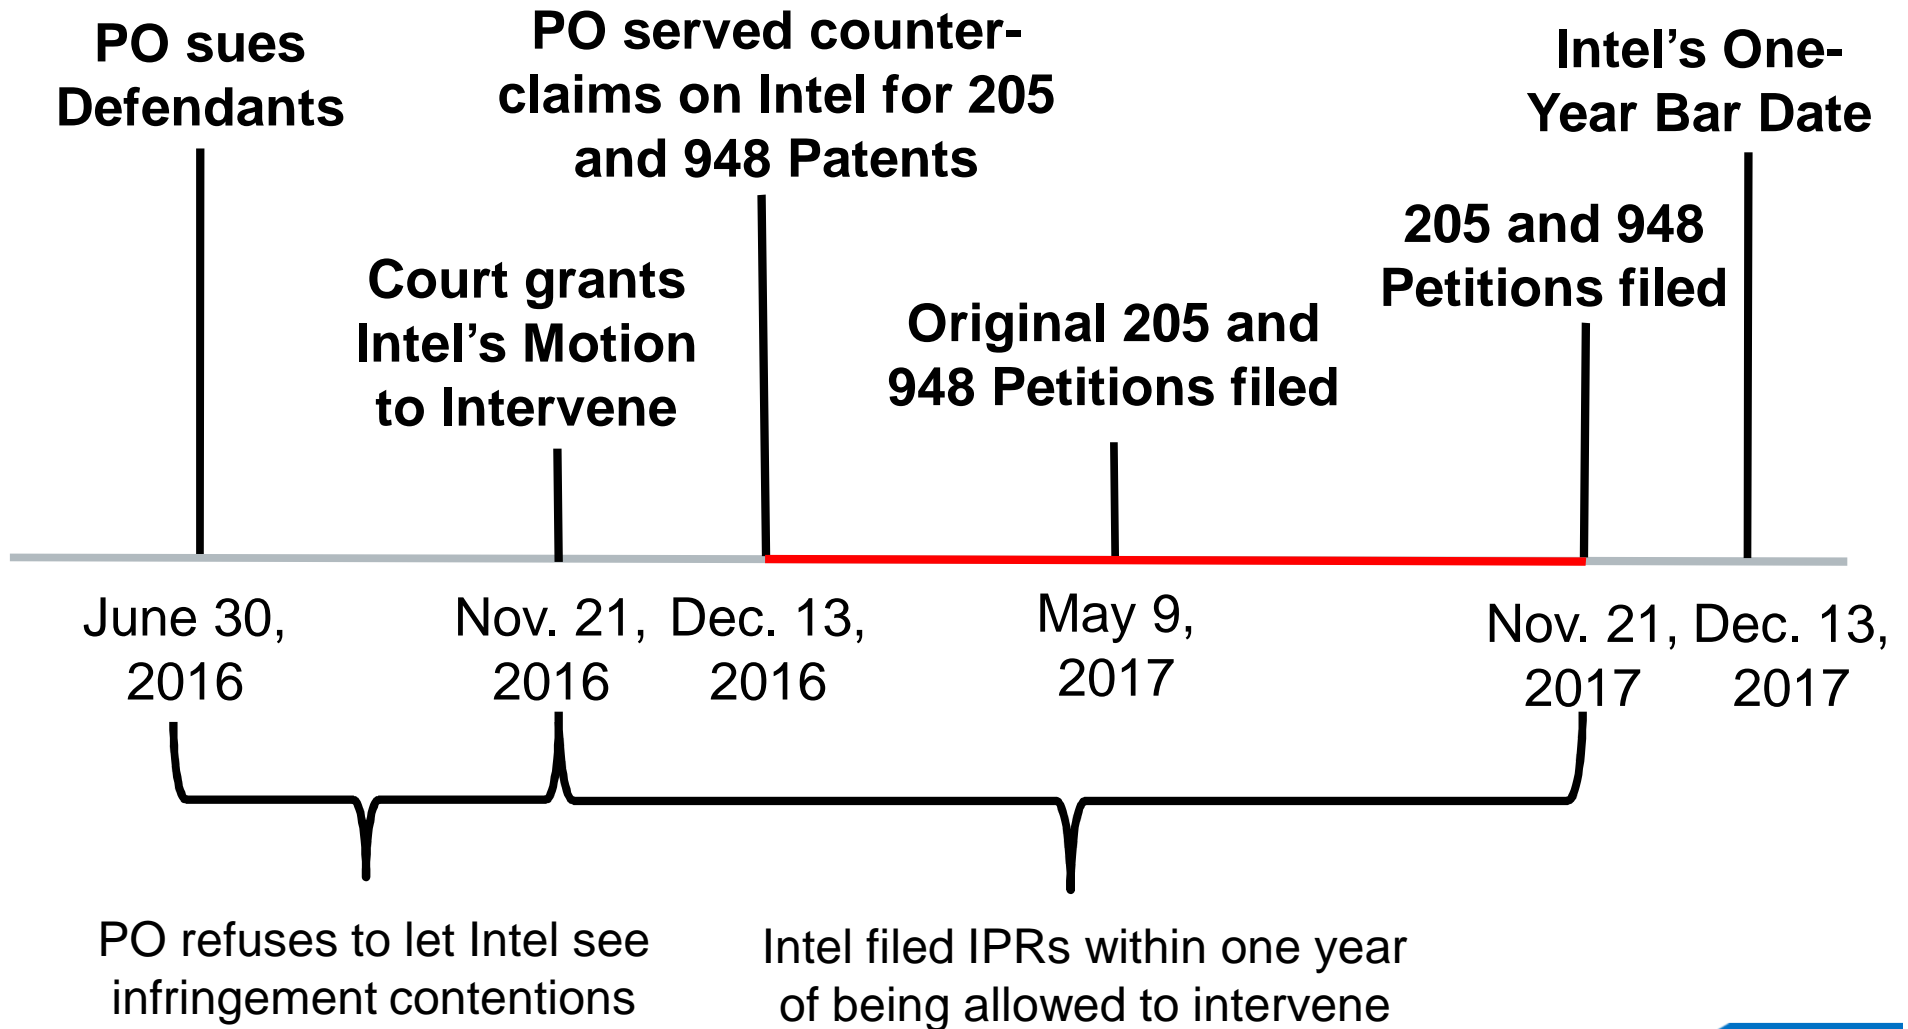 PO sues
Defendants
PO served counter-
claims on Intel for 205
and 948 Patents
Intel’s One-
Year Bar Date
Court grants
Intel’s Motion
to Intervene
Original 205 and
948 Petitions filed
205 and 948
Petitions filed
June 30,
2016
Nov. 21,
2016
Dec. 13,
2016
May 9,
2017
Nov. 21,
2017
Dec. 13,
2017
PO refuses to let Intel see
infringement contentions
Intel filed IPRs within one year
of being allowed to intervene